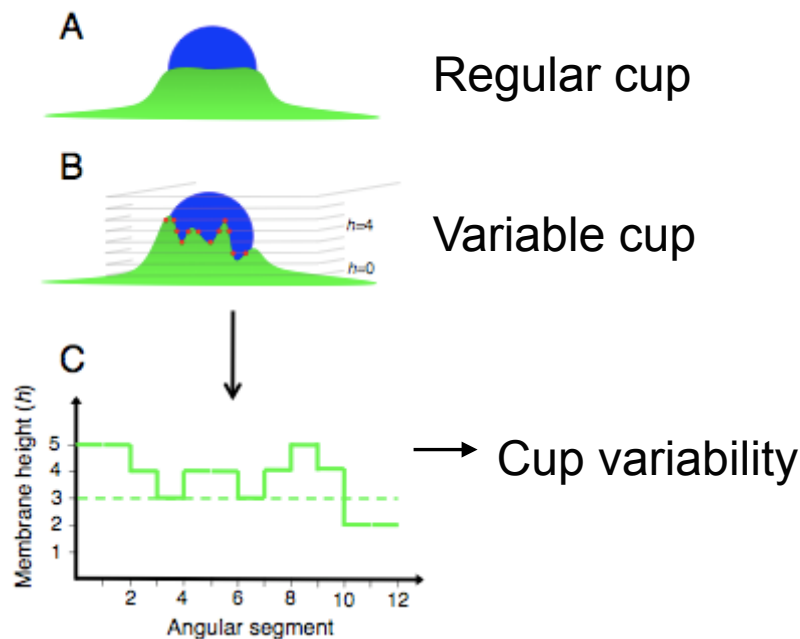 A
Regular cup
B
h=4
Variable cup
h=0
C
Membrane height (h)
5
4
3
2
1
Cup variability
2 4 6 8 10 12
Angular segment